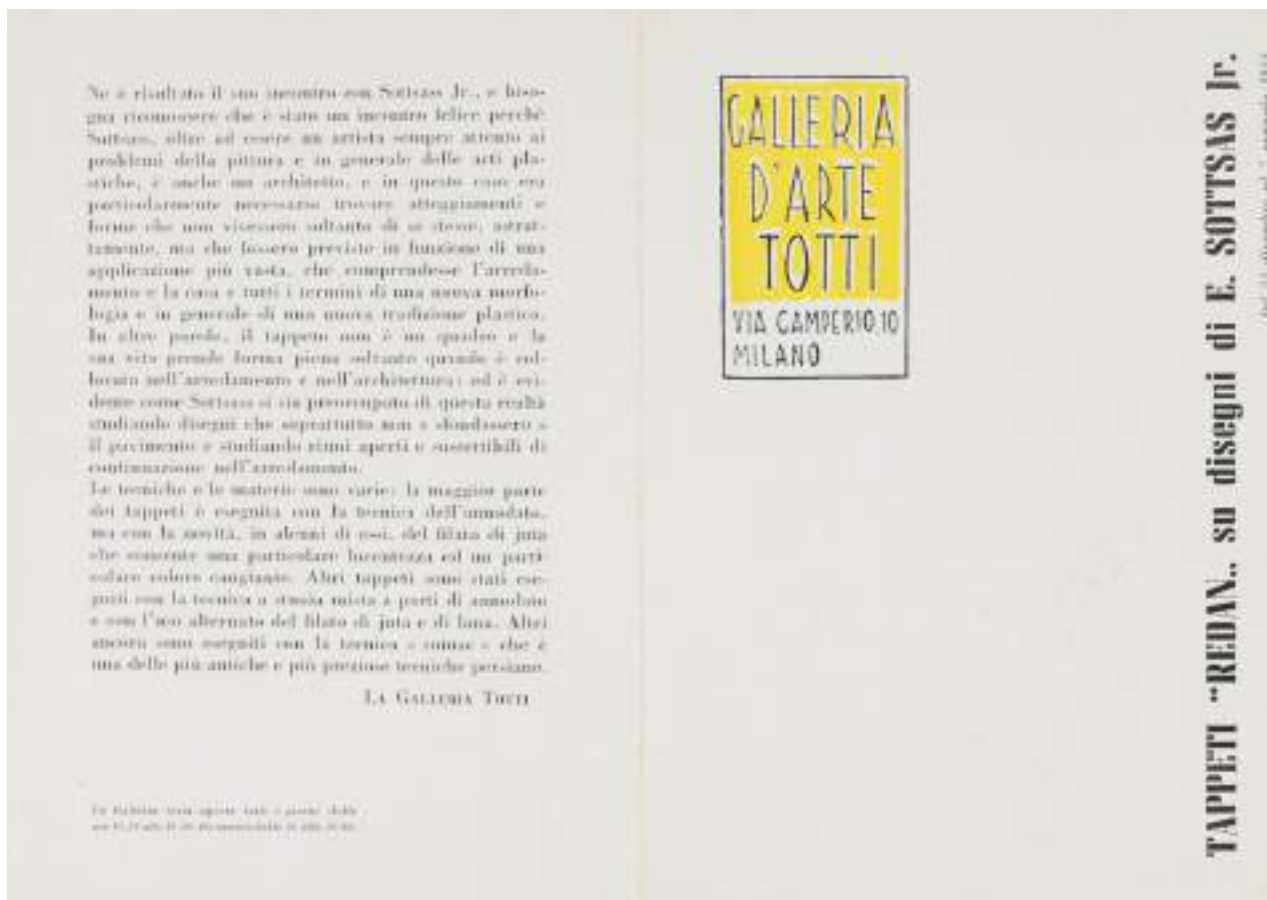 Ne è risultato il suo incontro con Sottsass Jr., e biso-
gna riconoscere che è stato un incontro felice perchè
Sottsass, oltre ad essere un artista sempre attento ai
problemi della pittura e in generale delle arti pla-
stiche, è anche un architetto, e in questo caso era
particolarmente necessario trovare atteggiamenti e
forme che non vivessero soltanto di se stesse, astrat-
tamente, ma che fossero previste in funzione di una
applicazione più vasta, che comprendesse l'arreda-
mento e la casa e tutti i termini di una nuova morfo-
logia e in generale di una nuova tradizione plastica.
In altre parole, il tappeto non è un quadro e la
sua vita prende forma piena soltanto quando è col-
locato nell'arredamento e nell'architettura; ed è evi-
dente come Sottsass si sia preoccupato di questa realtà
studiando disegni che soprattutto non « sfondassero »
il pavimento e studiando ritmi aperti e suscettibili di
continuazione nell'arredamento.
Le tecniche e le materie sono varie: la maggior parte
dei tappeti è eseguita con la tecnica dell'annodato,
ma con la novità, in alcuni di essi, del filato di juta
che consente una particolare lucentezza ed un parti-
colare colore cangiante. Altri tappeti sono stati ese-
guiti con la tecnica a stuoia mista a parti di annodato
e con l'uso alternato del filato di juta e di lana. Altri
ancora sono eseguiti con la tecnica « sumac » che è
una delle più antiche e più preziose tecniche persiane.
LA GALLERIA TOTTI
La Galleria resta aperta tutti i giorni dalle
GALLERIA
D'ARTE
TOTTI
VIA CAMPERIO, 10
MILANO
TAPPETI “REDAN„ su disegni di E. SOTTSAS Jr.